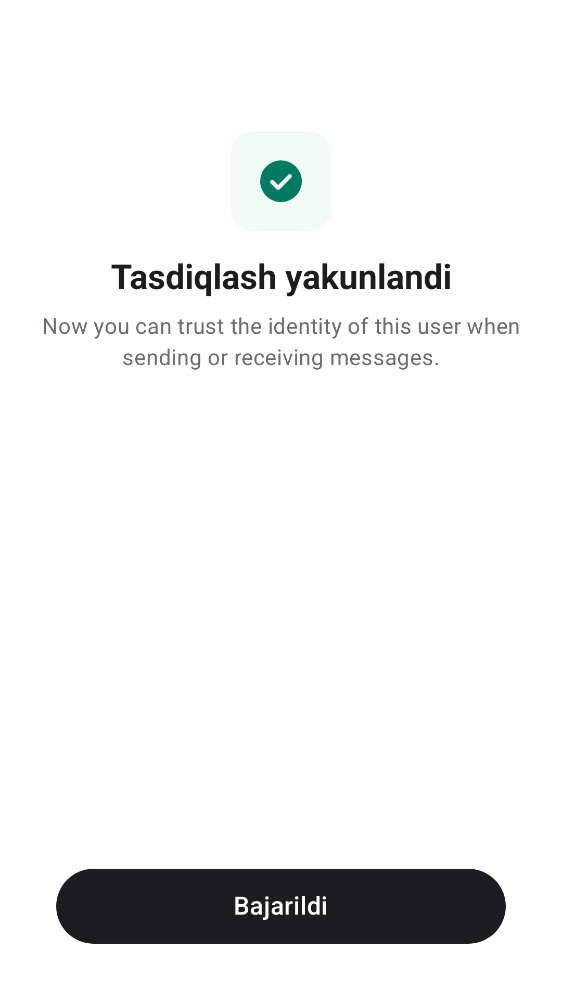 Tasdiqlash yakunlandi
Now you can trust the identity of this user when
sending or receiving messages.
Bajarildi